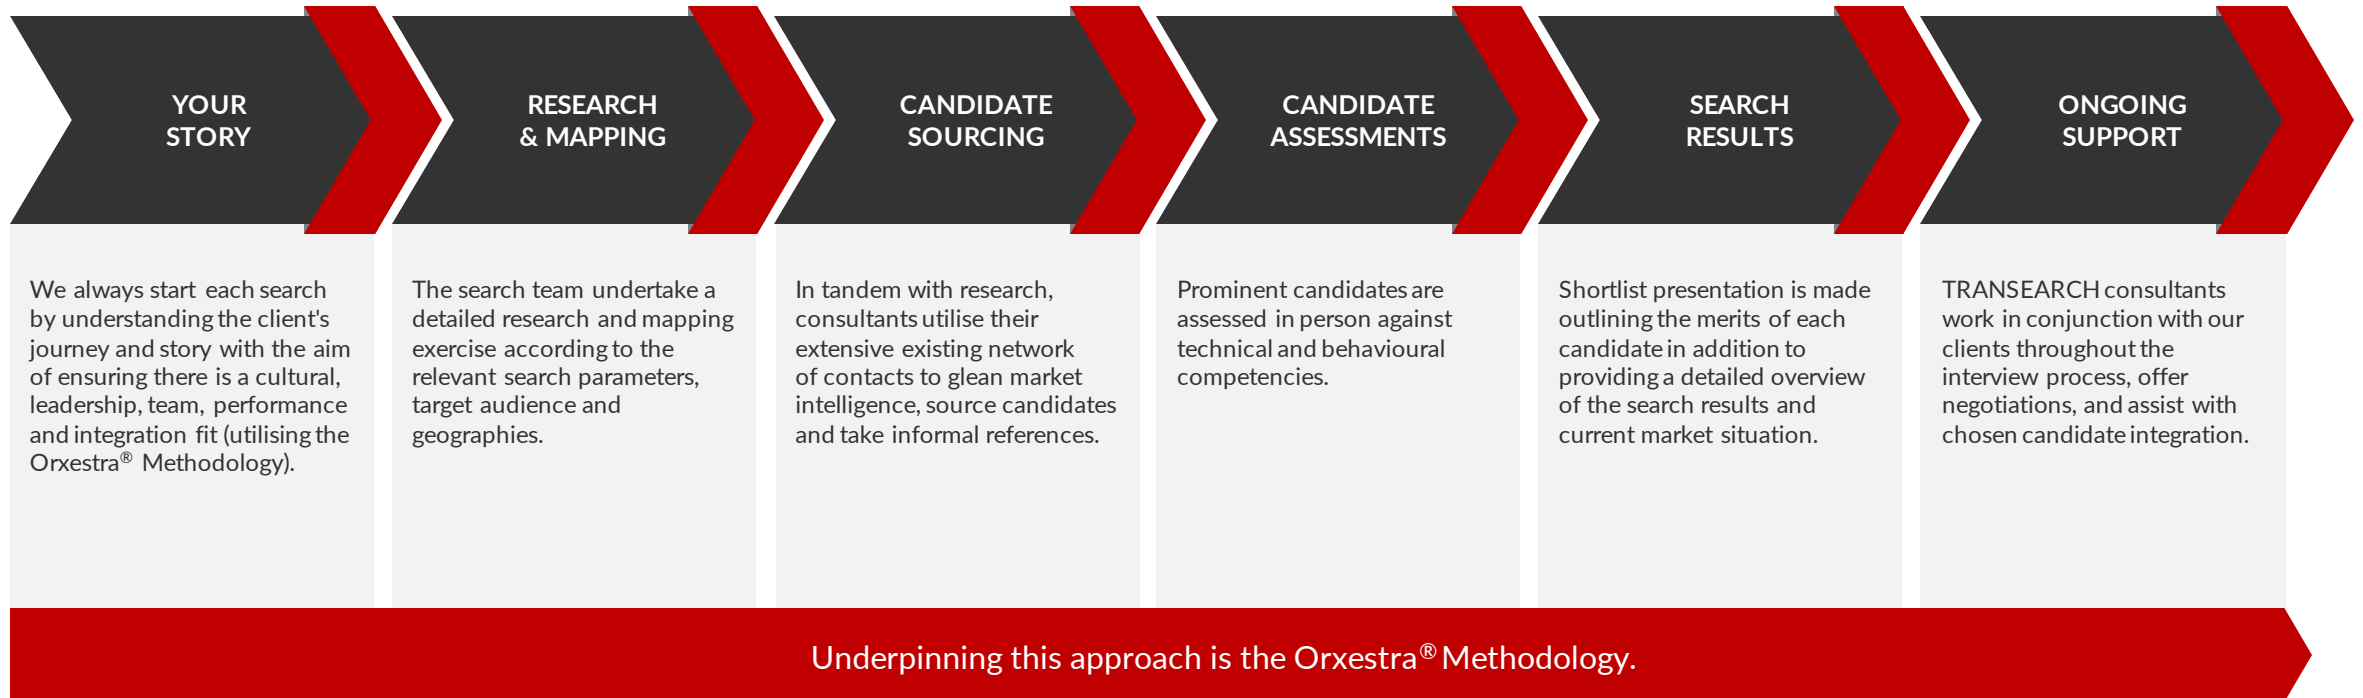 YOUR
STORY
RESEARCH
& MAPPING
CANDIDATE
SOURCING
CANDIDATE
ASSESSMENTS
SEARCH
RESULTS
ONGOING
SUPPORT
We always start each search
by understanding the client's
journey and story with the aim
of ensuring there is a cultural,
leadership, team, performance
and integration fit (utilising the
Orxestra® Methodology).
The search team undertake a
detailed research and mapping
exercise according to the
relevant search parameters,
target audience and
geographies.
In tandem with research,
consultants utilise their
extensive existing network
of contacts to glean market
intelligence, source candidates
and take informal references.
Prominent candidates are
assessed in person against
technical and behavioural
competencies.
Shortlist presentation is made
outlining the merits of each
candidate in addition to
providing a detailed overview
of the search results and
current market situation.
TRANSEARCH consultants
work in conjunction with our
clients throughout the
interview process, offer
negotiations, and assist with
chosen candidate integration.
Underpinning this approach is the Orxestra® Methodology.